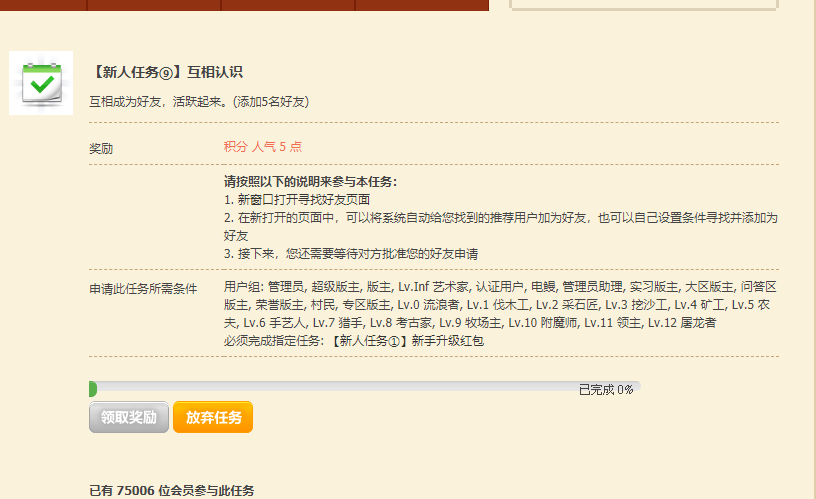 【新人任务⑨】互相认识
互相成为好友，活跃起来。(添加5名好友)
奖励
积分 人气 5 点
请按照以下的说明来参与本任务：
1. 新窗口打开寻找好友页面
2. 在新打开的页面中，可以将系统自动给您找到的推荐用户加为好友，也可以自己设置条件寻找并添加为
好友
3. 接下来，您还需要等待对方批准您的好友申请
申请此任务所需条件
用户组: 管理员, 超级版主, 版主, Lv.Inf 艺术家, 认证用户, 电鳗, 管理员助理, 实习版主, 大区版主, 问答区
版主, 荣誉版主, 村民, 专区版主, Lv.0 流浪者, Lv.1 伐木工, Lv.2 采石匠, Lv.3 挖沙工, Lv.4 矿工, Lv.5 农
夫, Lv.6 手艺人, Lv.7 猎手, Lv.8 考古家, Lv.9 牧场主, Lv.10 附魔师, Lv.11 领主, Lv.12 屠龙者
必须完成指定任务: 【新人任务①】新手升级红包
已完成 0%
领取奖励 放弃任务
已有 75006 位会员参与此任务